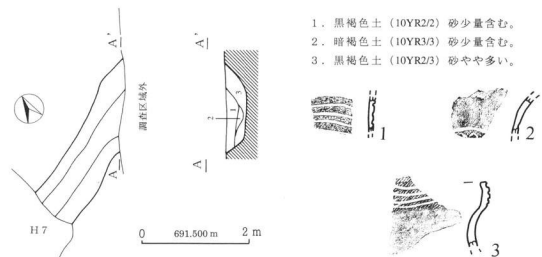 A'
A'
調査区域外
3
1
2
A
A
H 7
0 691.500 m 2 m
1．黒褐色土（10YR2/2）砂少量含む。
2．暗褐色土（10YR3/3）砂少量含む。
3．黒褐色土（10YR2/3）砂やや多い。
1
2
3